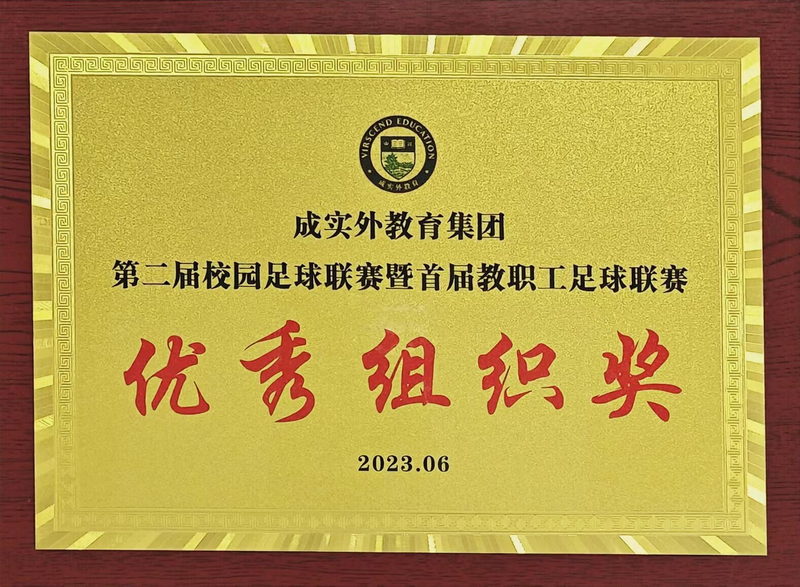 VIRSCEND EDUCATION
成实外教育
成实外教育集团
第二届校园足球联赛暨首届教职工足球联赛
优秀组织奖
2023.06